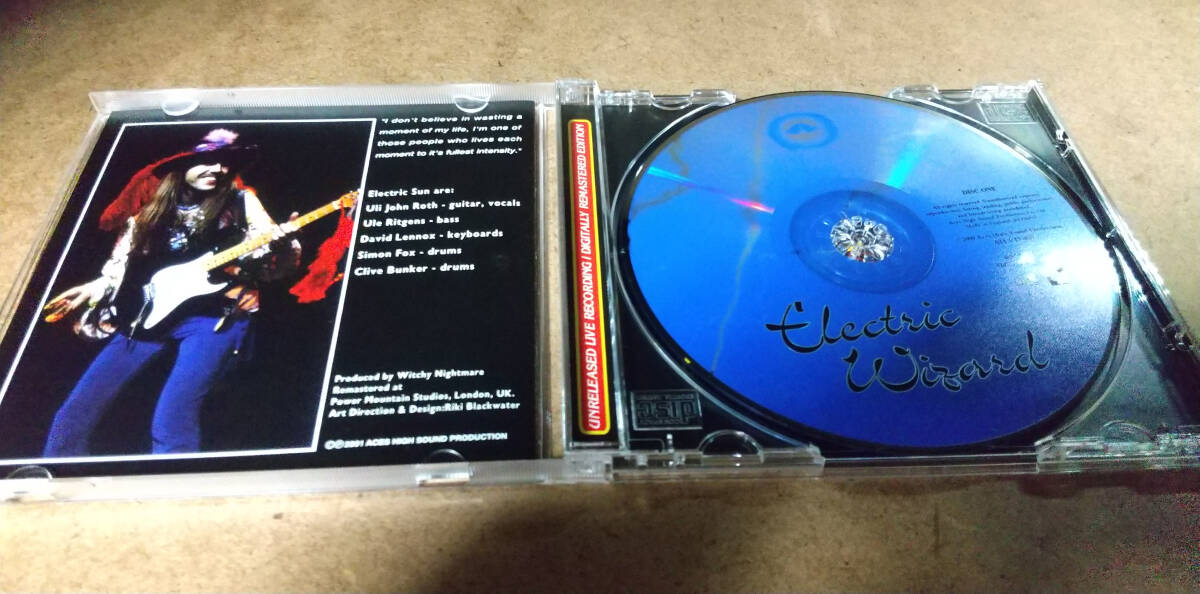 "I don't believe in wasting a
moment of my life, I'm one of
those people who lives each
moment to it's fullest intensity."
Electric Sun are:
Uli John Roth - guitar, vocals
Ule Ritgens - bass
David Lennox - keyboards
Simon Fox - drums
Clive Bunker - drums
Produced by Witchy Nightmare
Remastered at
Power Mountain Studios, London, UK.
Art Direction & Design:Riki Blackwater
©℗2001 ACES HIGH SOUND PRODUCTION
UNRELEASED LIVE RECORDING / DIGITALLY REMASTERED EDITION
DISC ONE
Electric
Wizard